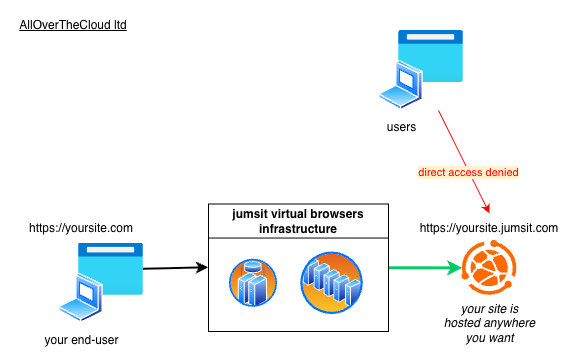 AllOverTheCloud ltd
users
direct access denied
https://yoursite.com
jumsit virtual browsers
infrastructure
https://yoursite.jumsit.com
your end-user
your site is
hosted anywhere
you want